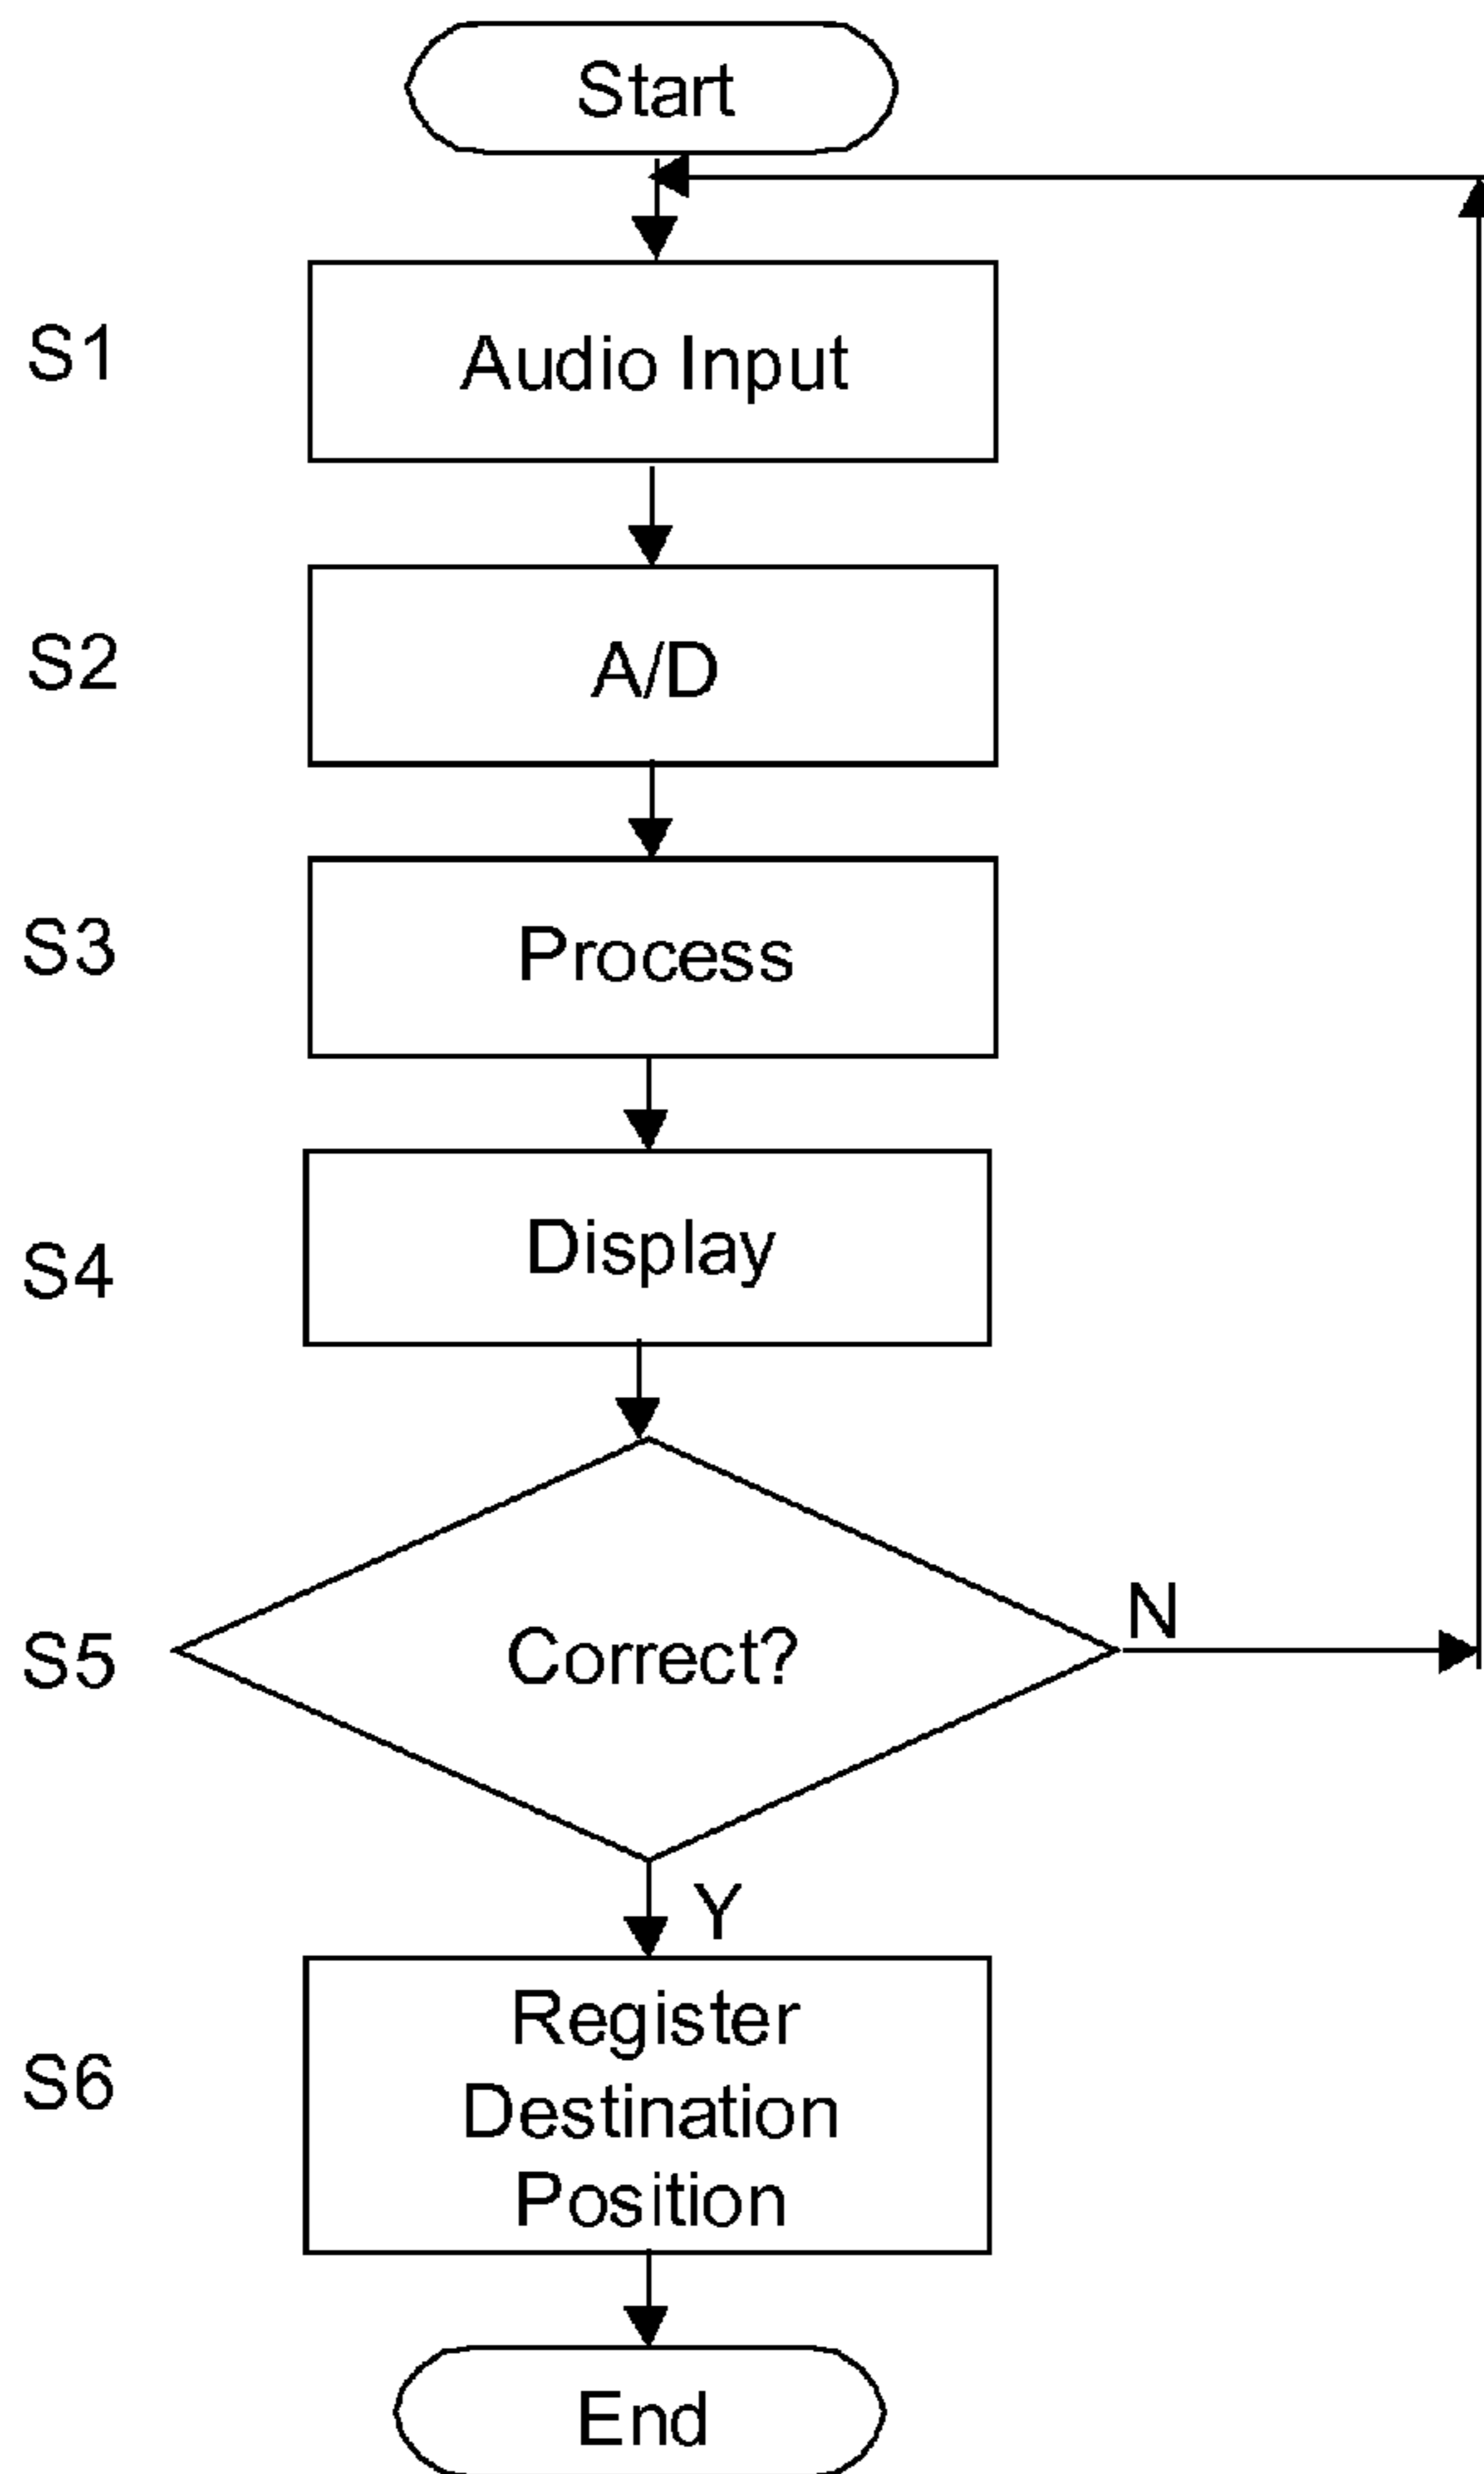 Start
S1
Audio Input
S2
A/D
S3
Process
S4
Display
S5
Correct?
N
Y
S6
Register
Destination
Position
End